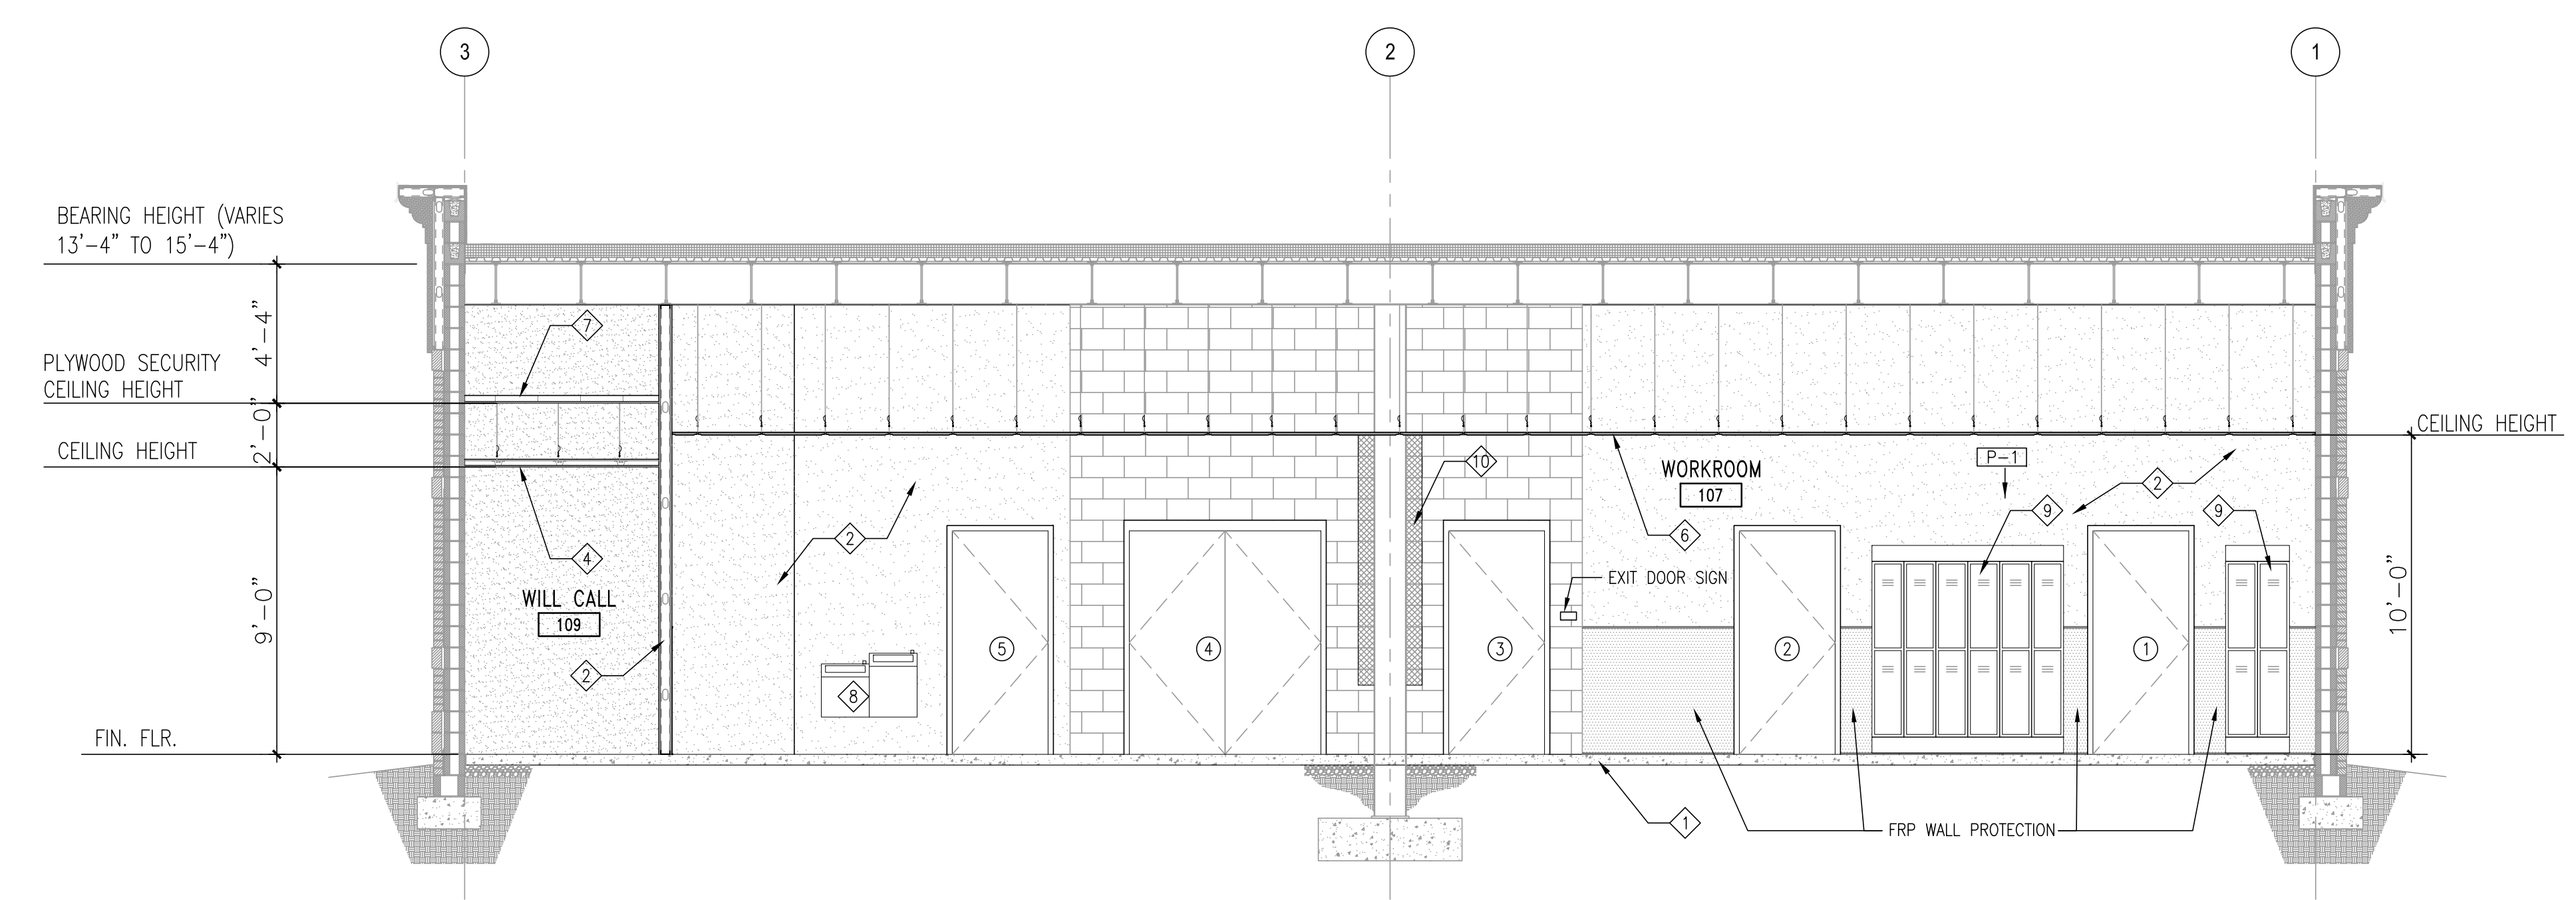 3
2
1
BEARING HEIGHT (VARIES
13'-4" TO 15'-4")
4'-4"
7
PLYWOOD SECURITY
CEILING HEIGHT
2'-0"
CEILING HEIGHT
CEILING HEIGHT
10
WORKROOM
107
P-1
2
9
9
6
2
4
EXIT DOOR SIGN
WILL CALL
109
9'-0"
10'-0"
2
8
5
4
3
2
1
FIN. FLR.
1
FRP WALL PROTECTION